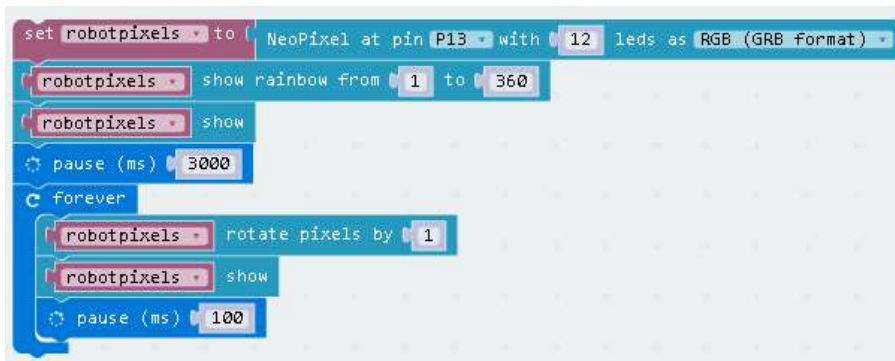 set robotpixels to NeoPixel at pin P13 with 12 leds as RGB (GRB format)
robotpixels show rainbow from 1 to 360
robotpixels show
pause (ms) 3000
forever
robotpixels rotate pixels by 1
robotpixels show
pause (ms) 100